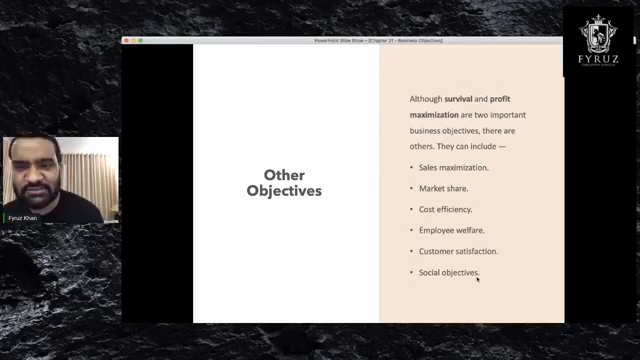 PowerPoint Slide Show - [Chapter 21 - Business Objectives]
FYRUZ
Although survival and profit
maximization are two important
business objectives, there are
others. They can include —
• Sales maximization.
• Market share.
Other
Objectives
• Cost efficiency.
• Employee welfare.
• Customer satisfaction.
• Social objectives.
Fyruz Khan